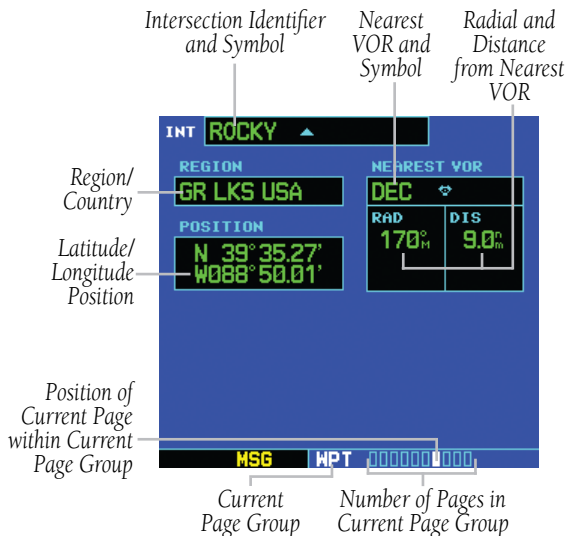 Intersection Identifier
and Symbol
Nearest
VOR and
Symbol
Radial and
Distance
from Nearest
VOR
INT ROCKY
REGION
GR LKS USA
NEAREST VOR
DEC
RAD
170°M
DIS
9.0nm
POSITION
N 39°35.27'
W088°50.01'
Region/
Country
Latitude/
Longitude
Position
Position of
Current Page
within Current
Page Group
MSG WPT
Current
Page Group
Number of Pages in
Current Page Group